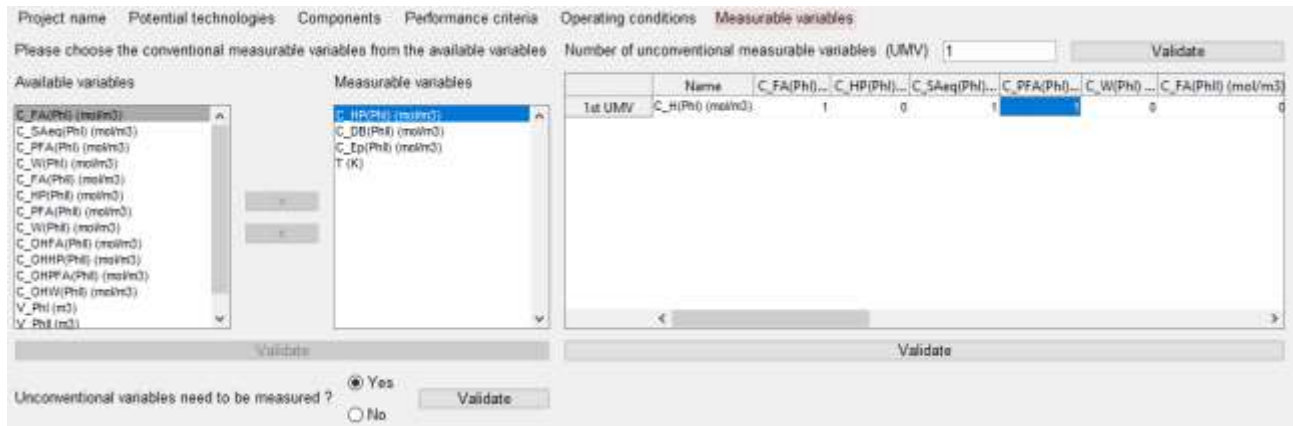 Project name Potential technologies Components Performance criteria Operating conditions Measurable variables
Please choose the conventional measurable variables from the available variables
Available variables
C_FA(PhI) (mol/m3)
C_SAeq(PhI) (mol/m3)
C_PFA(PhI) (mol/m3)
C_W(PhI) (mol/m3)
C_FA(PhII) (mol/m3)
C_HP(PhII) (mol/m3)
C_PFA(PhII) (mol/m3)
C_W(PhII) (mol/m3)
C_OHFA(PhII) (mol/m3)
C_OHHP(PhII) (mol/m3)
C_OHPFA(PhII) (mol/m3)
C_OHW(PhII) (mol/m3)
V_PhI (m3)
V_PhII (m3)
Measurable variables
C_HP(PhI) (mol/m3)
C_DB(PhII) (mol/m3)
C_Ep(PhII) (mol/m3)
T (K)
Validate
Unconventional variables need to be measured ?
Yes
No
Validate
Number of unconventional measurable variables (UMV) 1 Validate
Name C_FA(PhI)... C_HP(PhI)... C_SAeq(PhI)... C_PFA(PhI)... C_W(PhI) ... C_FA(PhII) (mol/m3)
1st UMV C_H(PhI) (mol/m3) 1 0 1 1 0 0
Validate